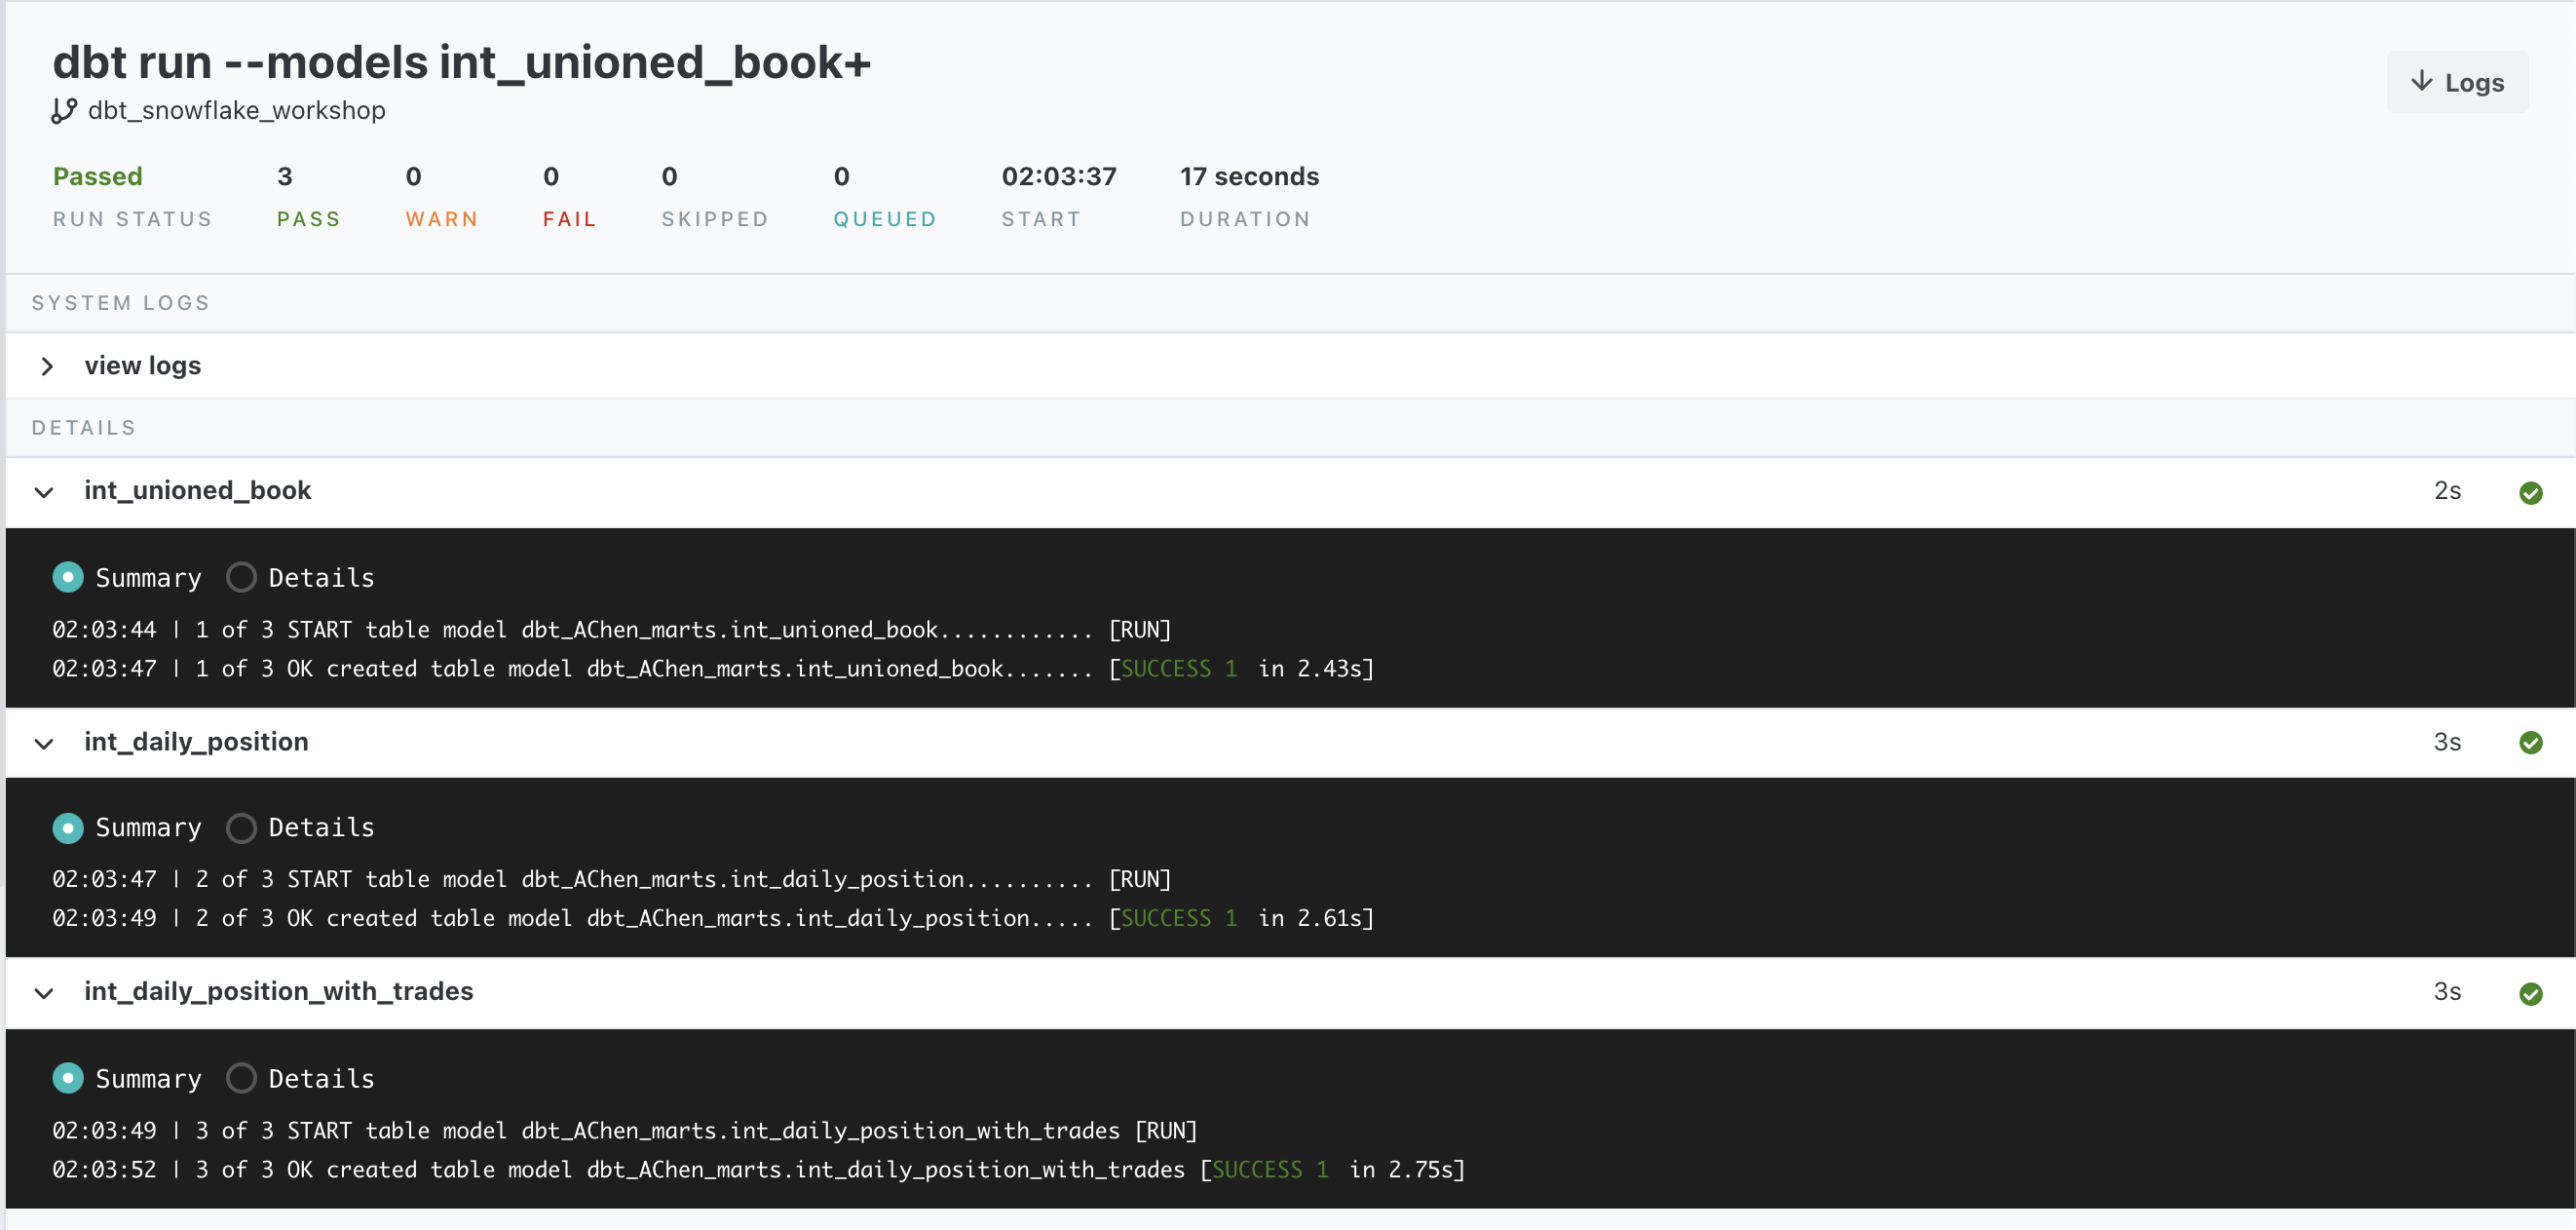 dbt run --models int_unioned_book+
Logs
dbt_snowflake_workshop
Passed 3 0 0 0 0 02:03:37 17 seconds
RUN STATUS PASS WARN FAIL SKIPPED QUEUED START DURATION
SYSTEM LOGS
view logs
DETAILS
int_unioned_book 2s
Summary Details
02:03:44 | 1 of 3 START table model dbt_AChen_marts.int_unioned_book............ [RUN]
02:03:47 | 1 of 3 OK created table model dbt_AChen_marts.int_unioned_book....... [SUCCESS 1 in 2.43s]
int_daily_position 3s
Summary Details
02:03:47 | 2 of 3 START table model dbt_AChen_marts.int_daily_position.......... [RUN]
02:03:49 | 2 of 3 OK created table model dbt_AChen_marts.int_daily_position..... [SUCCESS 1 in 2.61s]
int_daily_position_with_trades 3s
Summary Details
02:03:49 | 3 of 3 START table model dbt_AChen_marts.int_daily_position_with_trades [RUN]
02:03:52 | 3 of 3 OK created table model dbt_AChen_marts.int_daily_position_with_trades [SUCCESS 1 in 2.75s]